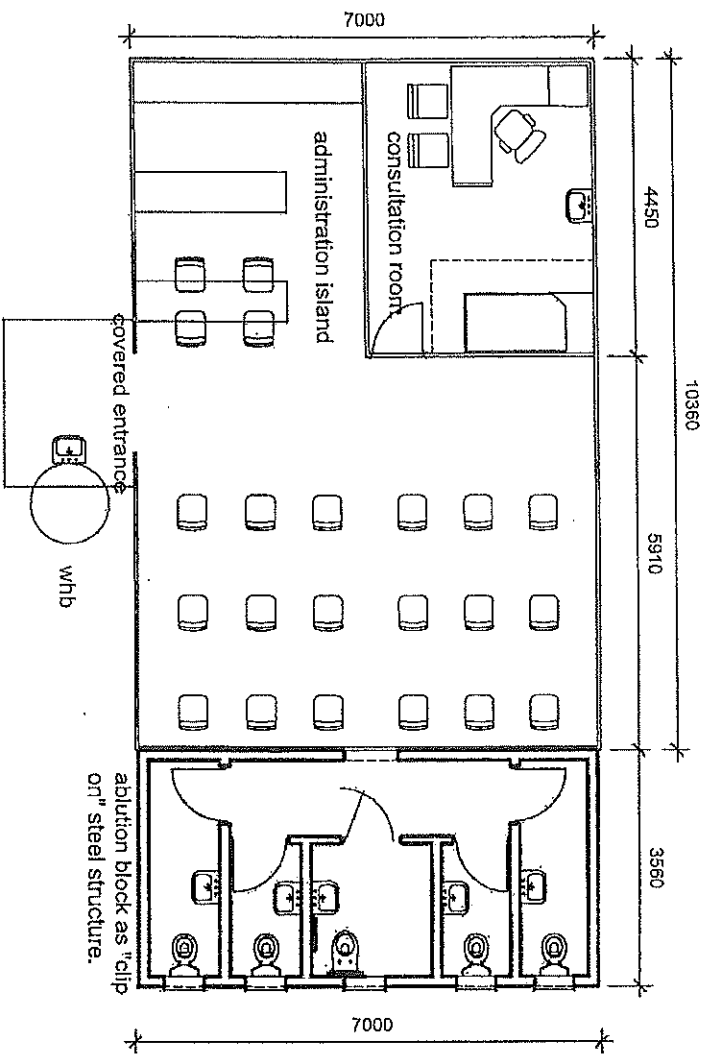 7000
4450
10360
5910
3560
consultation room
administration island
covered entrance
whb
ablution block as "clip
on" steel structure.
7000